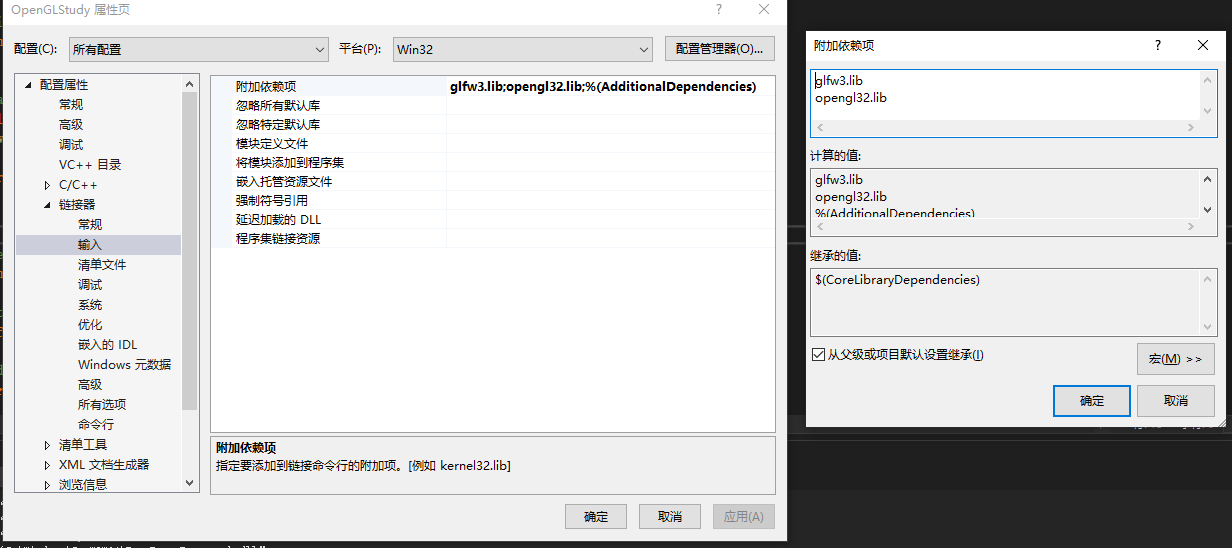 OpenGLStudy 属性页
配置(C):
所有配置
平台(P):
Win32
配置管理器(O)...
配置属性
常规
高级
调试
VC++ 目录
C/C++
链接器
常规
输入
清单文件
调试
系统
优化
嵌入的 IDL
Windows 元数据
高级
所有选项
命令行
清单工具
XML 文档生成器
浏览信息
附加依赖项 glfw3.lib;opengl32.lib;%(AdditionalDependencies)
忽略所有默认库
忽略特定默认库
模块定义文件
将模块添加到程序集
嵌入托管资源文件
强制符号引用
延迟加载的 DLL
程序集链接资源
附加依赖项
指定要添加到链接命令行的附加项。[例如 kernel32.lib]
确定
取消
应用(A)
附加依赖项
glfw3.lib
opengl32.lib
计算的值:
glfw3.lib
opengl32.lib
%(AdditionalDependencies)
继承的值:
$(CoreLibraryDependencies)
从父级或项目默认设置继承(I)
宏(M) >>
确定
取消